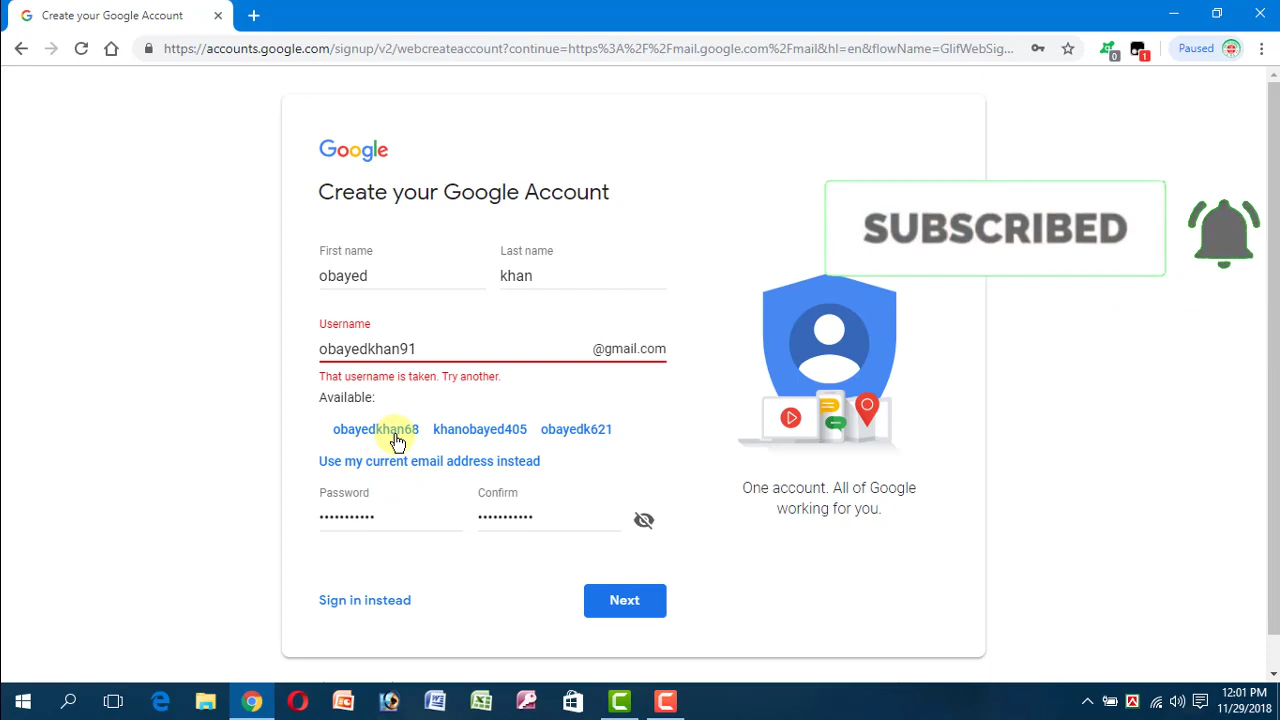 Create your Google Account
https://accounts.google.com/signup/v2/webcreateaccount?continue=https%3A%2F%2Fmail.google.com%2Fmail&hl=en&flowName=GlifWebSig...
0
1
Paused
Google
Create your Google Account
SUBSCRIBED
First name
Last name
obayed
khan
Username
obayedkhan91
@gmail.com
That username is taken. Try another.
Available:
obayedkhan68 khanobayed405 obayedk621
Use my current email address instead
Password
Confirm
•••••••••••
•••••••••••
One account. All of Google
working for you.
Sign in instead
Next
12:01 PM
11/29/2018